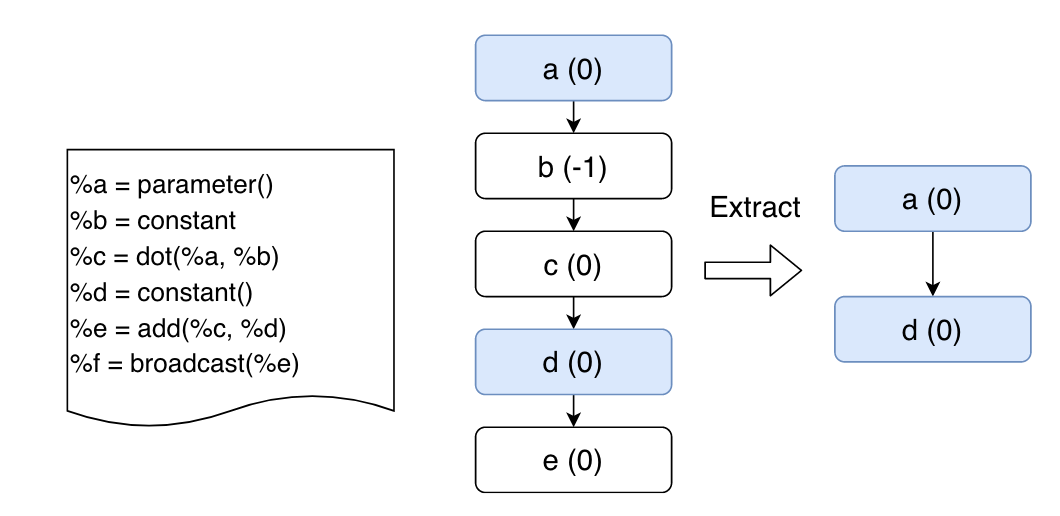 %a = parameter()
%b = constant
%c = dot(%a, %b)
%d = constant()
%e = add(%c, %d)
%f = broadcast(%e)
a (0)
b (-1)
c (0)
d (0)
e (0)
Extract
a (0)
d (0)